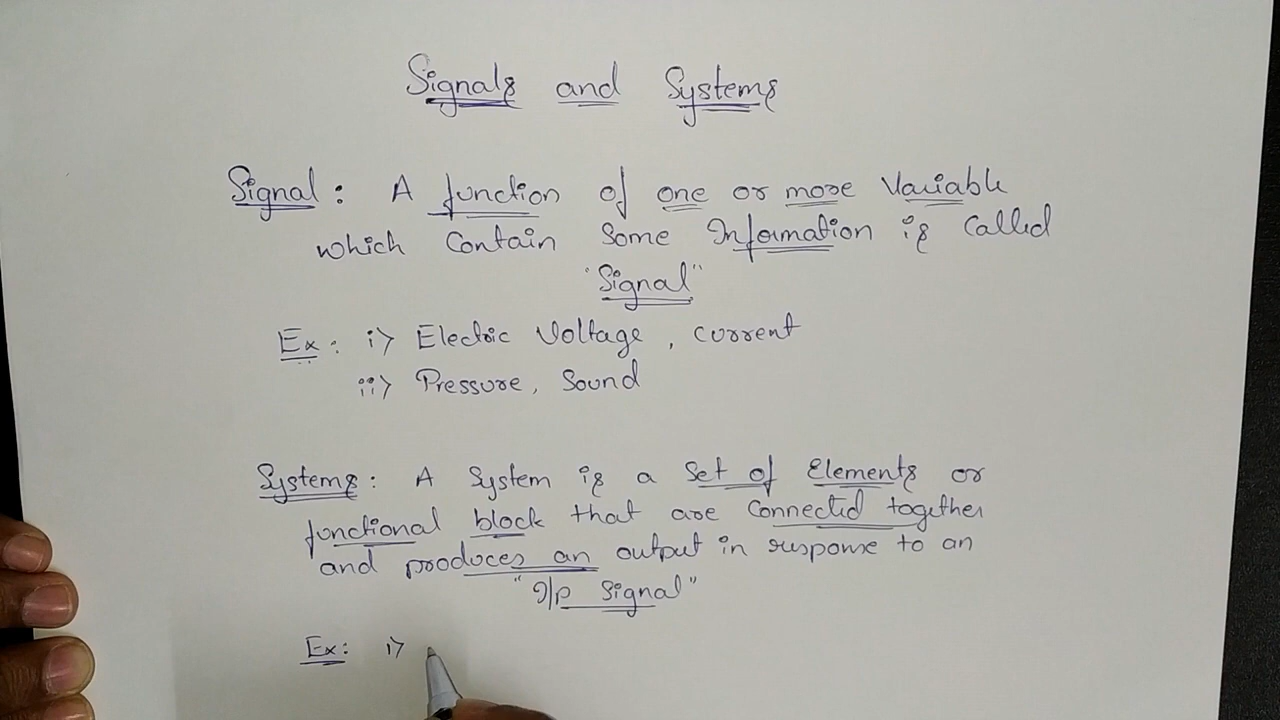 Signals and Systems
Signal: A function of one or more Variable
which Contain Some Information is Called
"Signal"
Ex: i> Electric Voltage, current
ii> Pressure, Sound
Systems: A System is a Set of Elements or
functional block that are Connected together
and produces an output in response to an
"I/p Signal"
Ex: i>